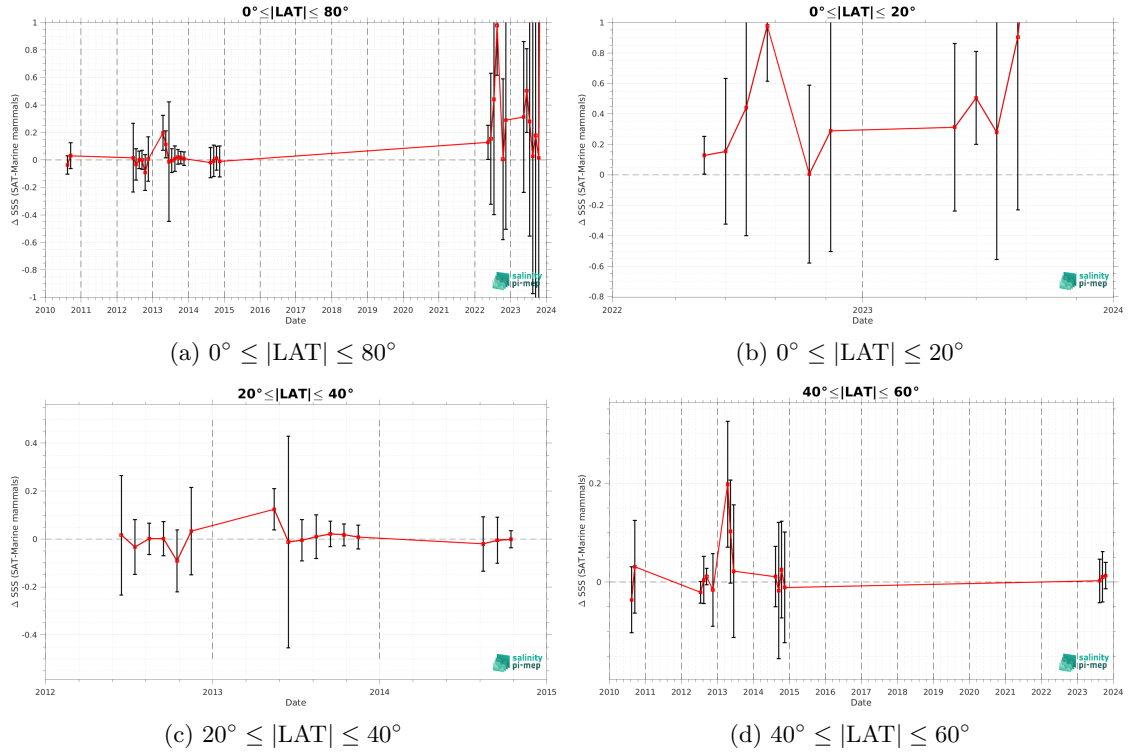 0°≤|LAT|≤ 80°
1
0.8
0.6
0.4
0.2
0
-0.2
-0.4
-0.6
-0.8
-1
Δ SSS (SAT-Marine mammals)
2010 2011 2012 2013 2014 2015 2016 2017 2018 2019 2020 2021 2022 2023 2024
Date
salinity
pi-mep
(a) 0° ≤ |LAT| ≤ 80°
0°≤|LAT|≤ 20°
1
0.8
0.6
0.4
0.2
0
-0.2
-0.4
-0.6
-0.8
Δ SSS (SAT-Marine mammals)
2022 2023 2024
Date
salinity
pi-mep
(b) 0° ≤ |LAT| ≤ 20°
20°≤|LAT|≤ 40°
0.4
0.2
0
-0.2
-0.4
Δ SSS (SAT-Marine mammals)
2012 2013 2014 2015
Date
salinity
pi-mep
(c) 20° ≤ |LAT| ≤ 40°
40°≤|LAT|≤ 60°
0.2
0
Δ SSS (SAT-Marine mammals)
2010 2011 2012 2013 2014 2015 2016 2017 2018 2019 2020 2021 2022 2023 2024
Date
salinity
pi-mep
(d) 40° ≤ |LAT| ≤ 60°